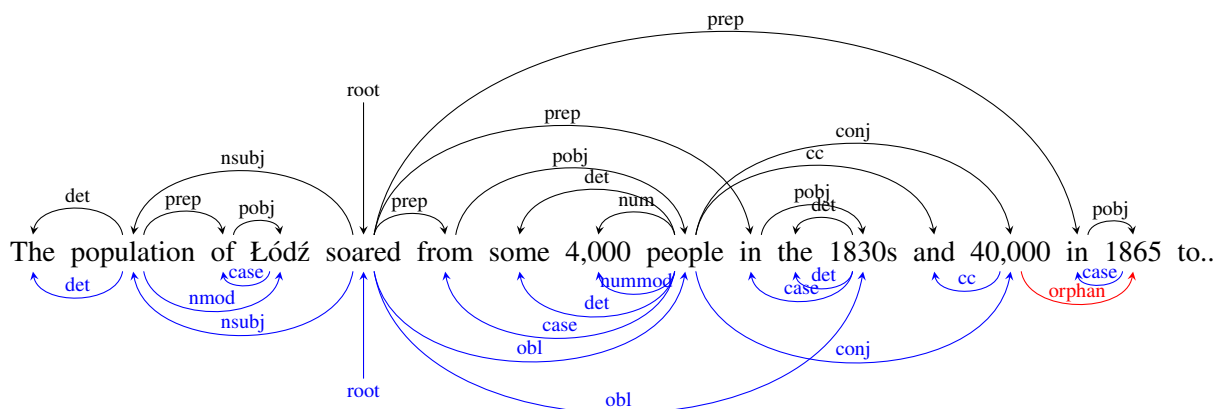 prep
root
prep
conj
nsubj
pobj
cc
det
det
prep
pobj
prep
num
pobj
det
pobj
The population of Łódź soared from some 4,000 people in the 1830s and 40,000 in 1865 to..
det
case
nummod
det
case
cc
case
nmod
det
case
orphan
nsubj
case
obl
conj
root
obl